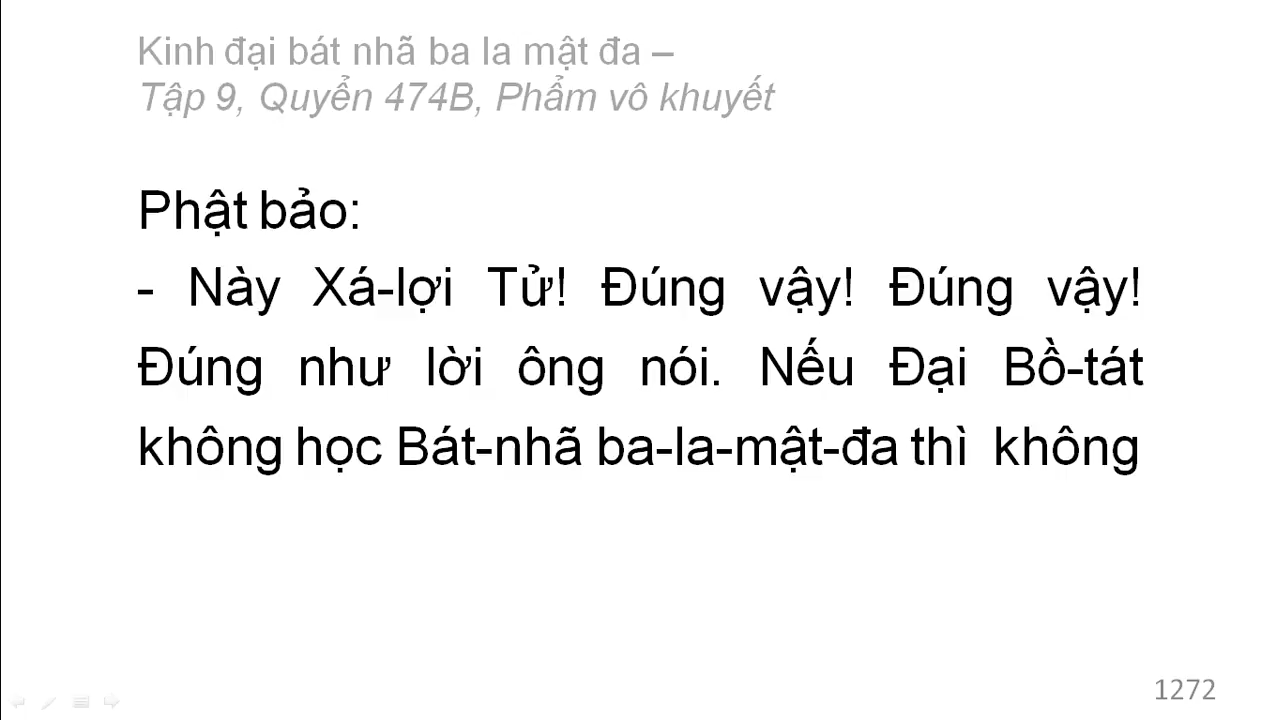 Kinh đại bát nhã ba la mật đa –
Tập 9, Quyển 474B, Phẩm vô khuyết
Phật bảo:
- Này Xá-lợi Tử! Đúng vậy! Đúng vậy!
Đúng như lời ông nói. Nếu Đại Bồ-tát
không học Bát-nhã ba-la-mật-đa thì không
1272